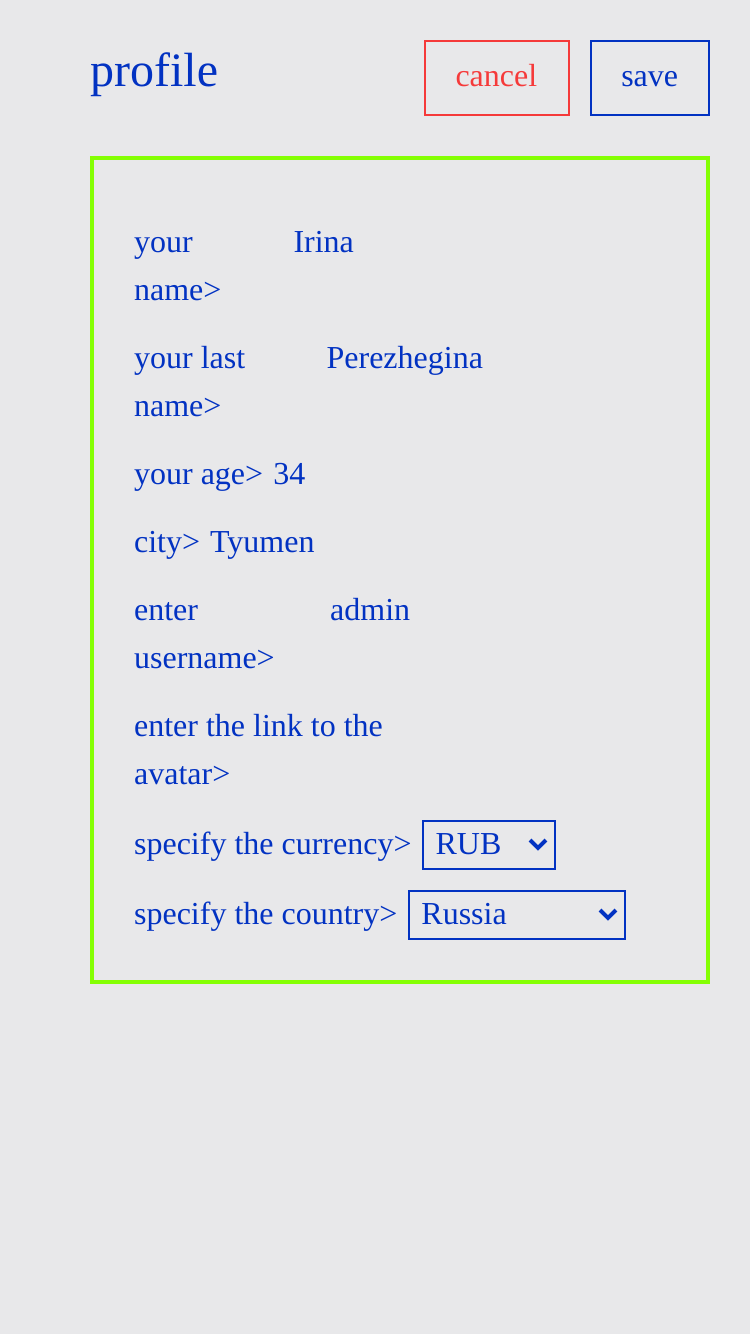 profile cancel save
your Irina
name>
your last Perezhegina
name>
your age> 34
city> Tyumen
enter admin
username>
enter the link to the
avatar>
specify the currency> RUB
specify the country> Russia